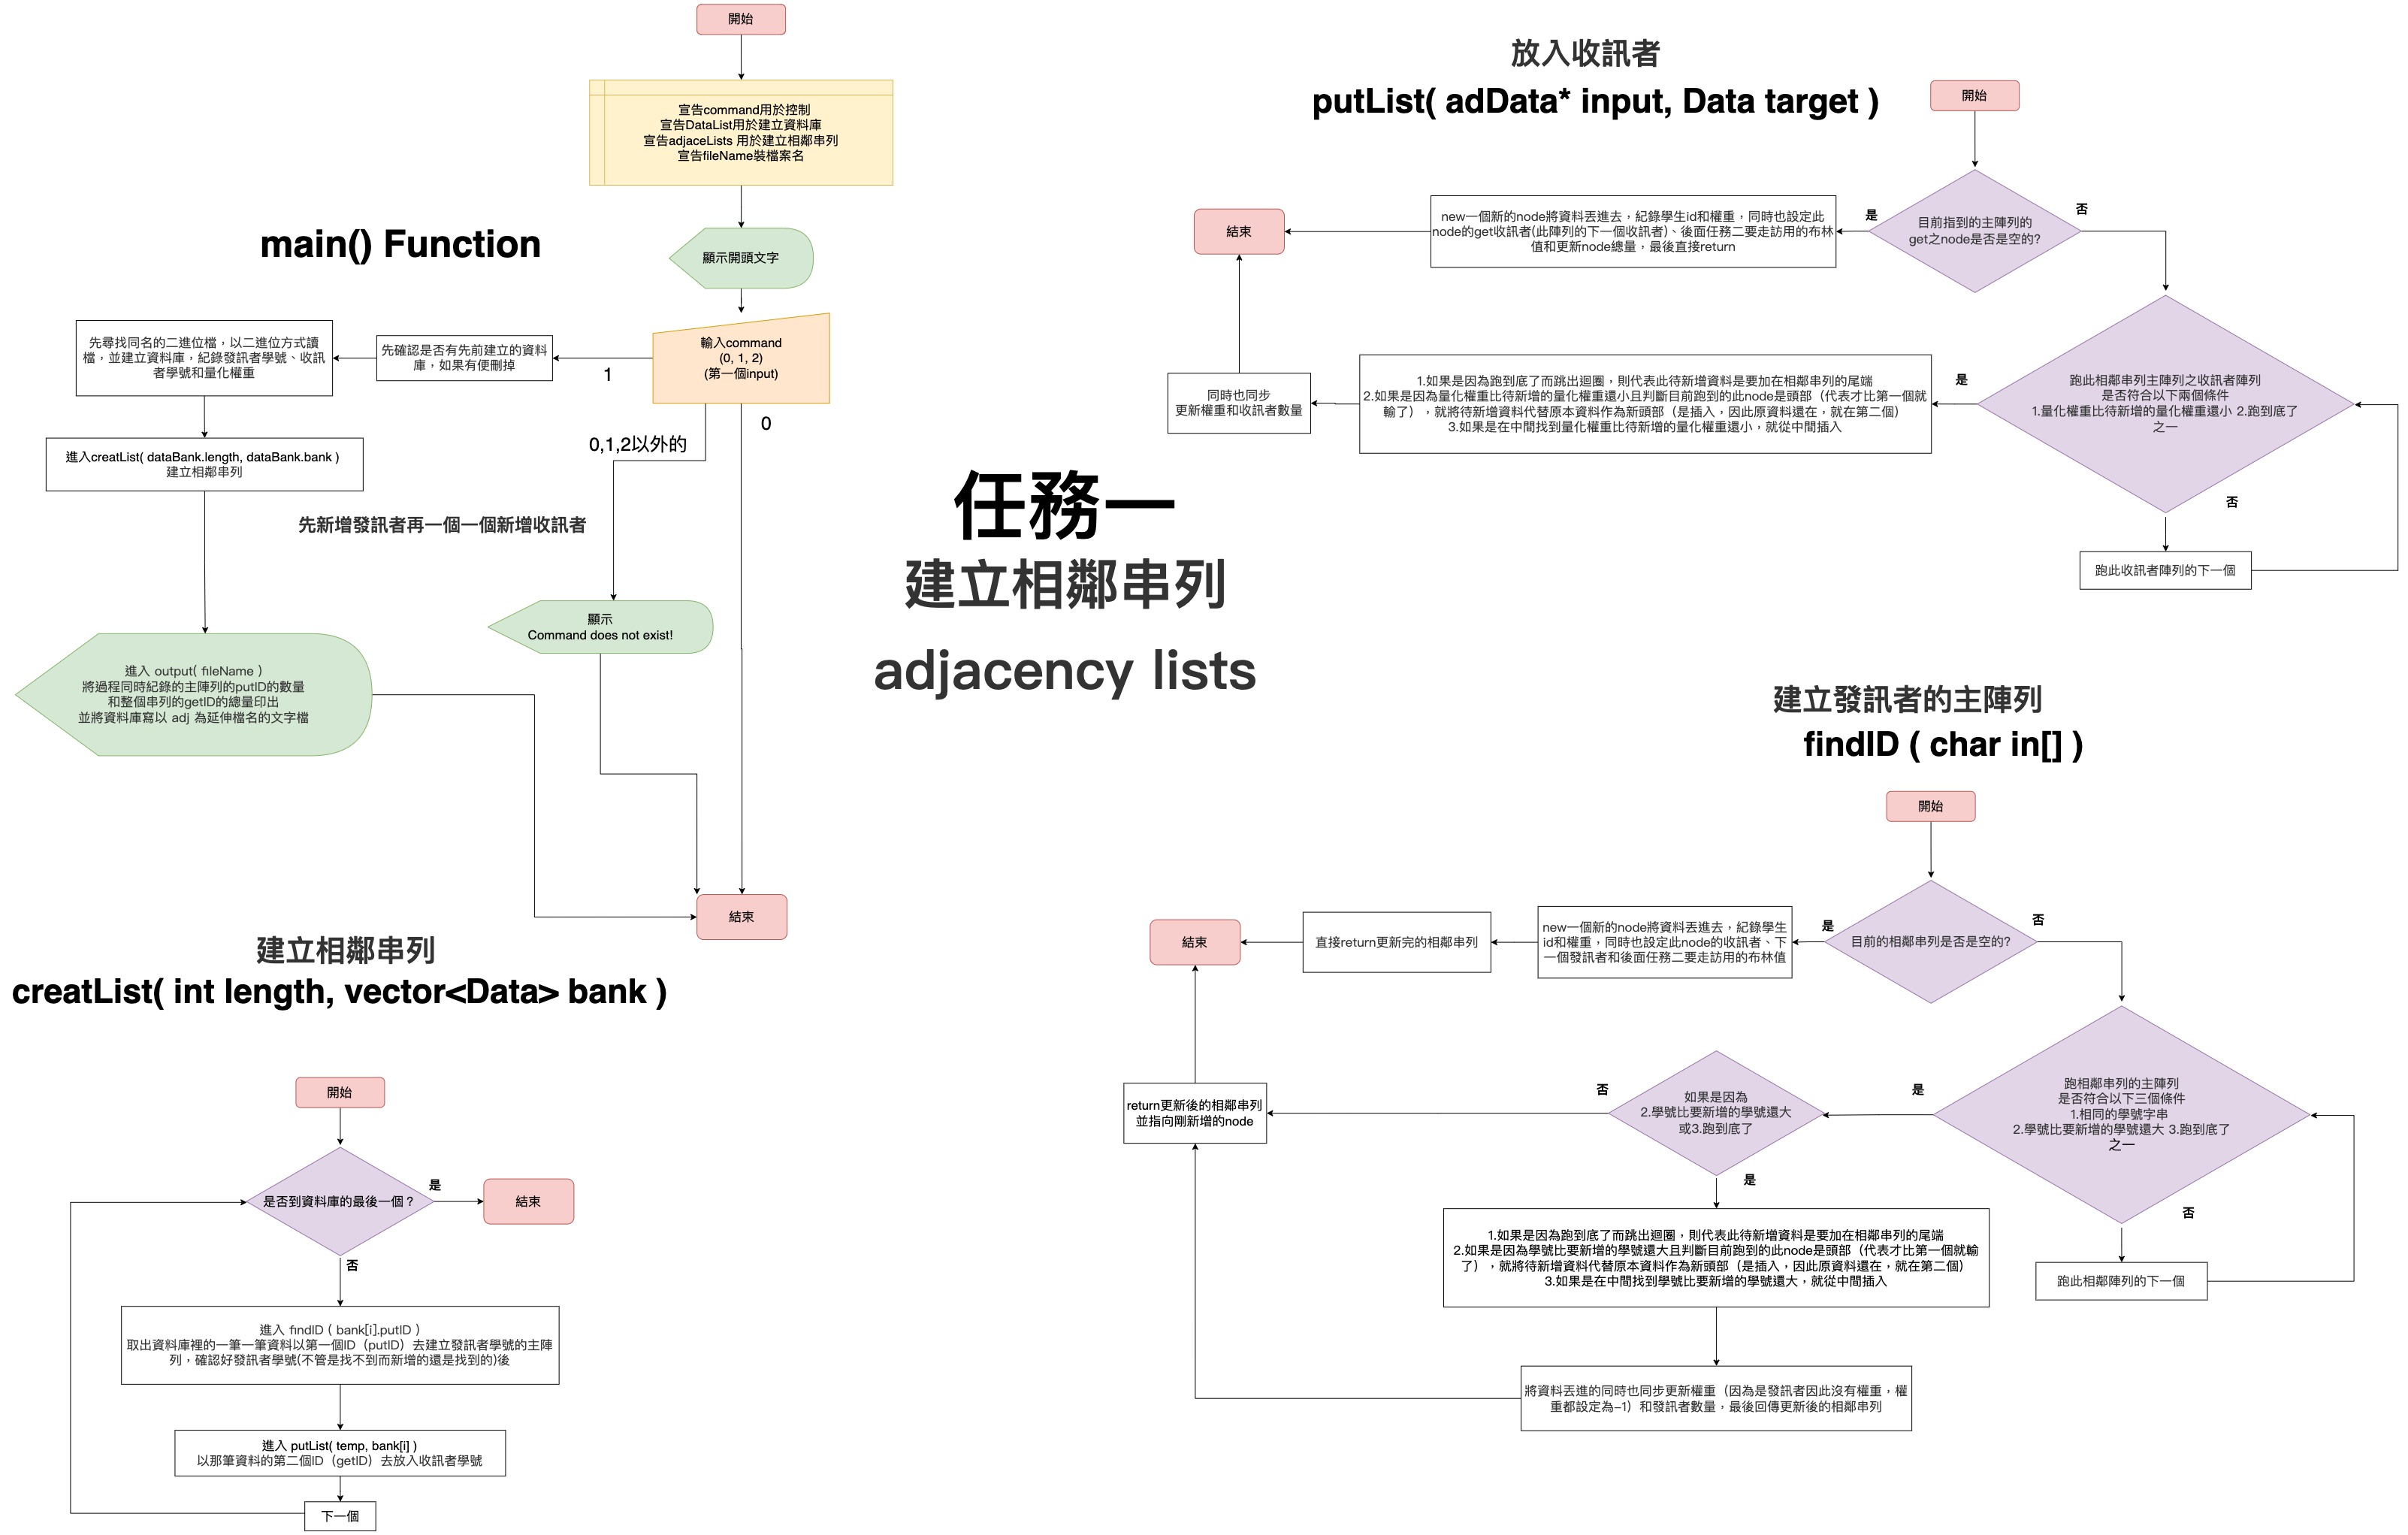 開始
宣告command用於控制
宣告DataList用於建立資料庫
宣告adjaceLists 用於建立相鄰串列
宣告fileName裝檔案名
main() Function
顯示開頭文字
輸入command
(0, 1, 2)
(第一個input)
1
0
0,1,2以外的
先確認是否有先前建立的資料
庫，如果有便刪掉
先尋找同名的二進位檔，以二進位方式讀
檔，並建立資料庫，紀錄發訊者學號、收訊
者學號和量化權重
進入creatList( dataBank.length, dataBank.bank )
建立相鄰串列
先新增發訊者再一個一個新增收訊者
顯示
Command does not exist!
進入 output( fileName )
將過程同時紀錄的主陣列的putID的數量
和整個串列的getID的總量印出
並將資料庫寫以 adj 為延伸檔名的文字檔
結束
任務一
建立相鄰串列
adjacency lists
放入收訊者
putList( adData* input, Data target )
開始
目前指到的主陣列的
get之node是否是空的?
是
否
new一個新的node將資料丟進去，紀錄學生id和權重，同時也設定此
node的get收訊者(此陣列的下一個收訊者)、後面任務二要走訪用的布林
值和更新node總量，最後直接return
結束
跑此相鄰串列主陣列之收訊者陣列
是否符合以下兩個條件
1.量化權重比待新增的量化權重還小 2.跑到底了
之一
是
否
1.如果是因為跑到底了而跳出迴圈，則代表此待新增資料是要加在相鄰串列的尾端
2.如果是因為量化權重比待新增的量化權重還小且判斷目前跑到的此node是頭部（代表才比第一個就
輸了），就將待新增資料代替原本資料作為新頭部（是插入，因此原資料還在，就在第二個）
3.如果是在中間找到量化權重比待新增的量化權重還小，就從中間插入
同時也同步
更新權重和收訊者數量
跑此收訊者陣列的下一個
建立發訊者的主陣列
findID ( char in[] )
開始
目前的相鄰串列是否是空的?
是
否
new一個新的node將資料丟進去，紀錄學生
id和權重，同時也設定此node的收訊者、下
一個發訊者和後面任務二要走訪用的布林值
直接return更新完的相鄰串列
結束
跑相鄰串列的主陣列
是否符合以下三個條件
1.相同的學號字串
2.學號比要新增的學號還大 3.跑到底了
之一
是
否
如果是因為
2.學號比要新增的學號還大
或3.跑到底了
否
是
return更新後的相鄰串列
並指向剛新增的node
1.如果是因為跑到底了而跳出迴圈，則代表此待新增資料是要加在相鄰串列的尾端
2.如果是因為學號比要新增的學號還大且判斷目前跑到的此node是頭部（代表才比第一個就輸
了），就將待新增資料代替原本資料作為新頭部（是插入，因此原資料還在，就在第二個）
3.如果是在中間找到學號比要新增的學號還大，就從中間插入
跑此相鄰陣列的下一個
將資料丟進的同時也同步更新權重（因為是發訊者因此沒有權重，權
重都設定為-1）和發訊者數量，最後回傳更新後的相鄰串列
建立相鄰串列
creatList( int length, vector<Data> bank )
開始
是否到資料庫的最後一個？
是
結束
否
進入 findID ( bank[i].putID )
取出資料庫裡的一筆一筆資料以第一個ID（putID）去建立發訊者學號的主陣
列，確認好發訊者學號(不管是找不到而新增的還是找到的)後
進入 putList( temp, bank[i] )
以那筆資料的第二個ID（getID）去放入收訊者學號
下一個